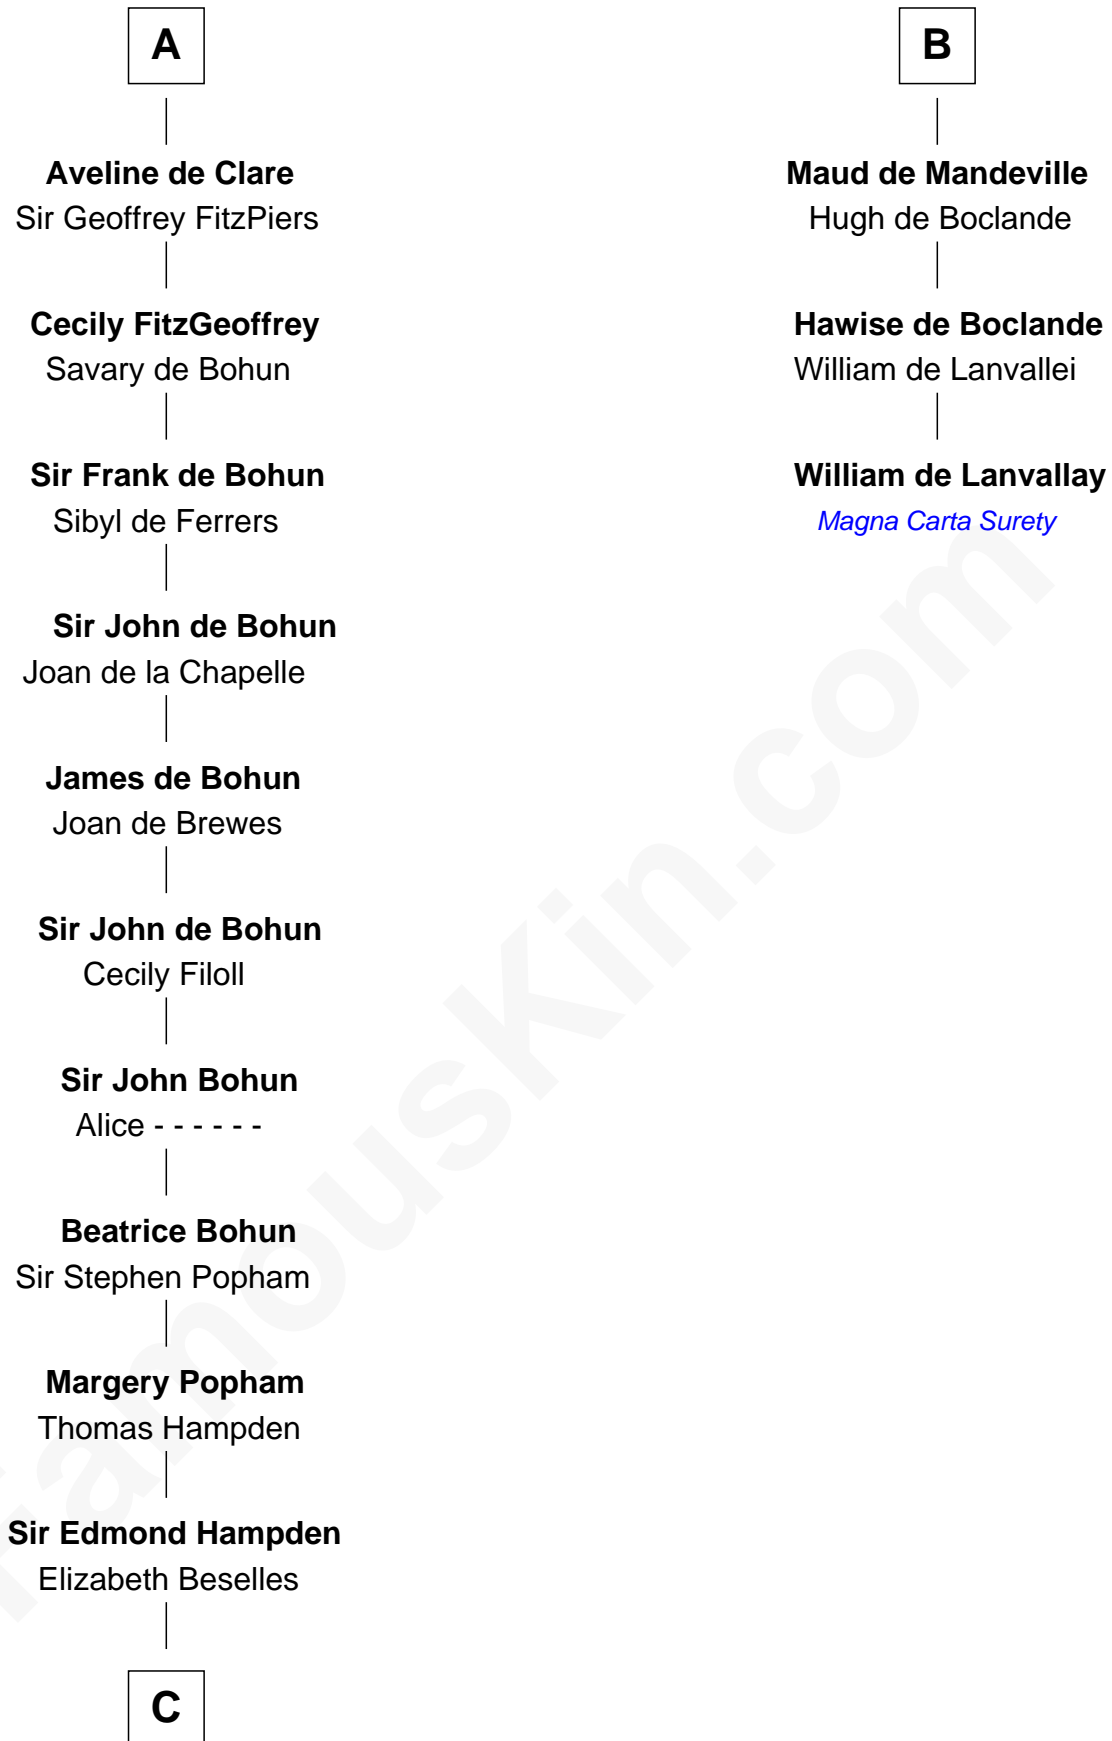 A
Aveline de Clare
Sir Geoffrey FitzPiers
Cecily FitzGeoffrey
Savary de Bohun
Sir Frank de Bohun
Sibyl de Ferrers
Sir John de Bohun
Joan de la Chapelle
James de Bohun
Joan de Brewes
Sir John de Bohun
Cecily Filoll
Sir John Bohun
Alice - - - - - -
Beatrice Bohun
Sir Stephen Popham
Margery Popham
Thomas Hampden
Sir Edmond Hampden
Elizabeth Beselles
C
B
Maud de Mandeville
Hugh de Boclande
Hawise de Boclande
William de Lanvallei
William de Lanvallay
Magna Carta Surety
FamousKin.com